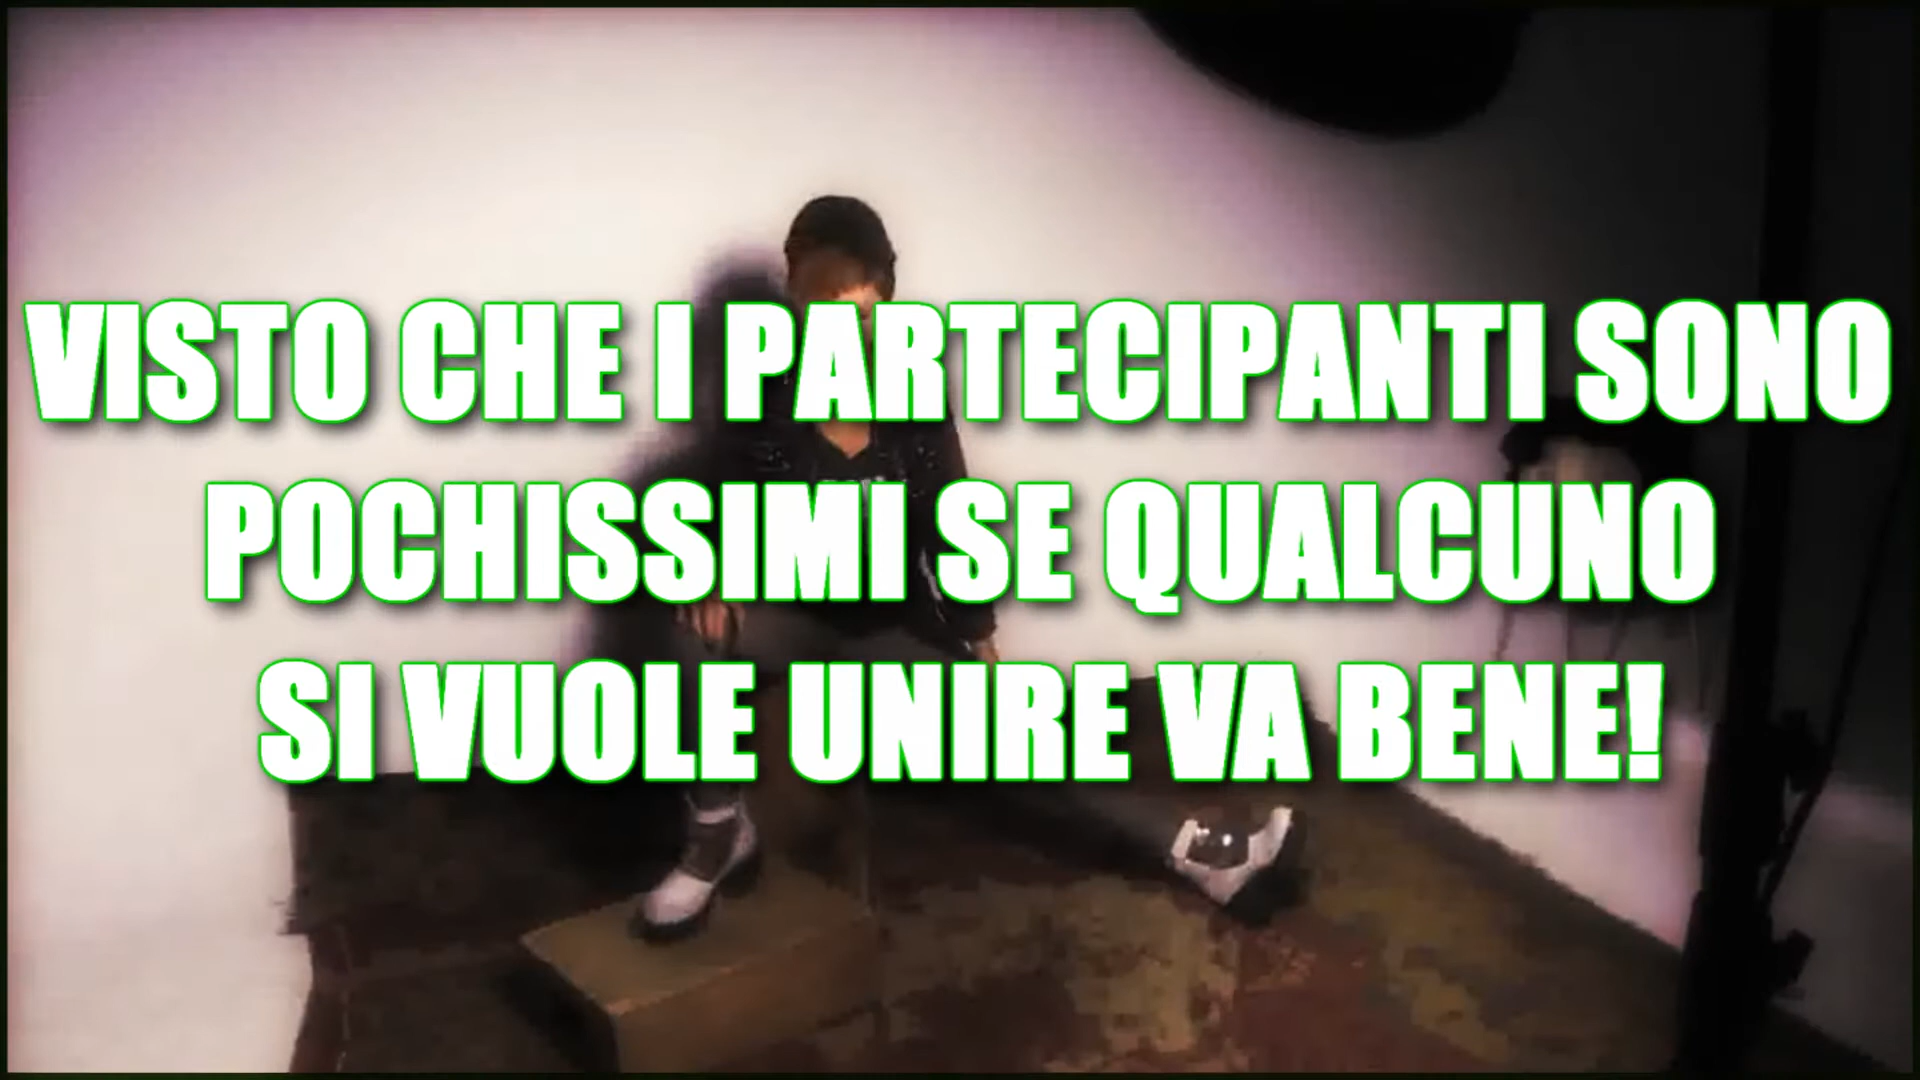 VISTO CHE I PARTECIPANTI SONO
POCHISSIMI SE QUALCUNO
SI VUOLE UNIRE VA BENE!